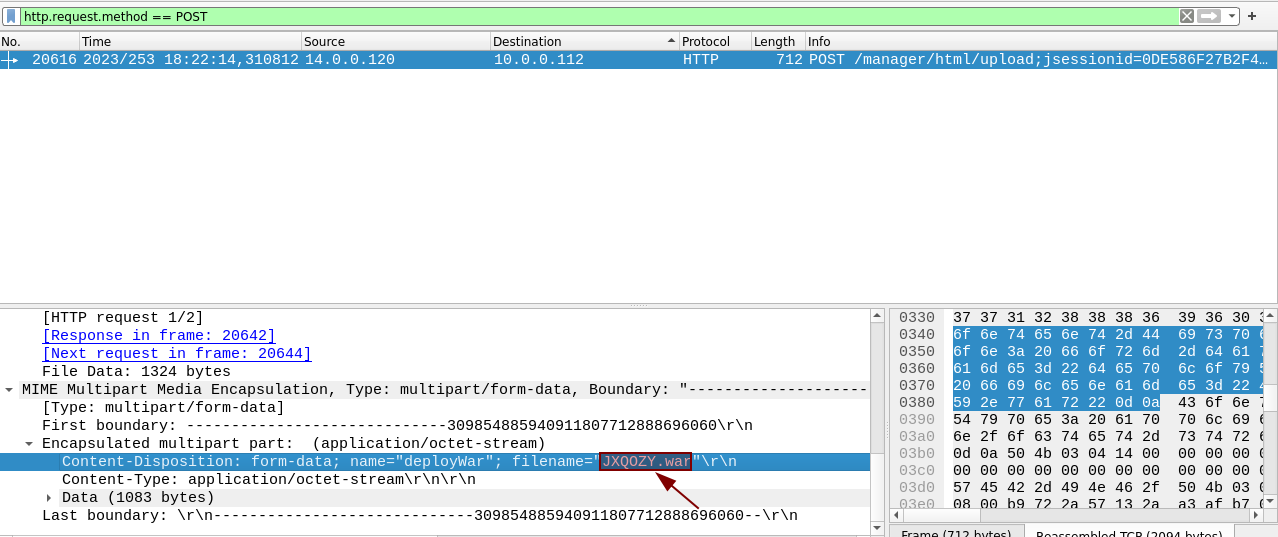 http.request.method == POST
No. Time Source Destination Protocol Length Info
20616 2023/253 18:22:14,310812 14.0.0.120 10.0.0.112 HTTP 712 POST /manager/html/upload;jsessionid=0DE586F27B2F4…
[HTTP request 1/2]
[Response in frame: 20642]
[Next request in frame: 20644]
File Data: 1324 bytes
MIME Multipart Media Encapsulation, Type: multipart/form-data, Boundary: "--------------------
[Type: multipart/form-data]
First boundary: -----------------------------309854885940911807712888696060\r\n
Encapsulated multipart part:  (application/octet-stream)
Content-Disposition: form-data; name="deployWar"; filename="JXQOZY.war"\r\n
Content-Type: application/octet-stream\r\n\r\n
Data (1083 bytes)
Last boundary: \r\n-----------------------------309854885940911807712888696060--\r\n
0330 37 37 31 32 38 38 38 36 39 36 30
0340 6f 6e 74 65 6e 74 2d 44 69 73 70
0350 6f 6e 3a 20 66 6f 72 6d 2d 64 61
0360 61 6d 65 3d 22 64 65 70 6c 6f 79
0370 20 66 69 6c 65 6e 61 6d 65 3d 22
0380 59 2e 77 61 72 22 0d 0a 43 6f 6e
0390 54 79 70 65 3a 20 61 70 70 6c 69
03a0 6e 2f 6f 63 74 65 74 2d 73 74 72
03b0 0d 0a 50 4b 03 04 14 00 00 00 00
03c0 00 00 00 00 00 00 00 00 00 00 00
03d0 57 45 42 2d 49 4e 46 2f 50 4b 03
03e0 08 00 b9 72 2a 57 13 2a a3 af b7
Frame (712 bytes) Reassembled TCP (2094 bytes)